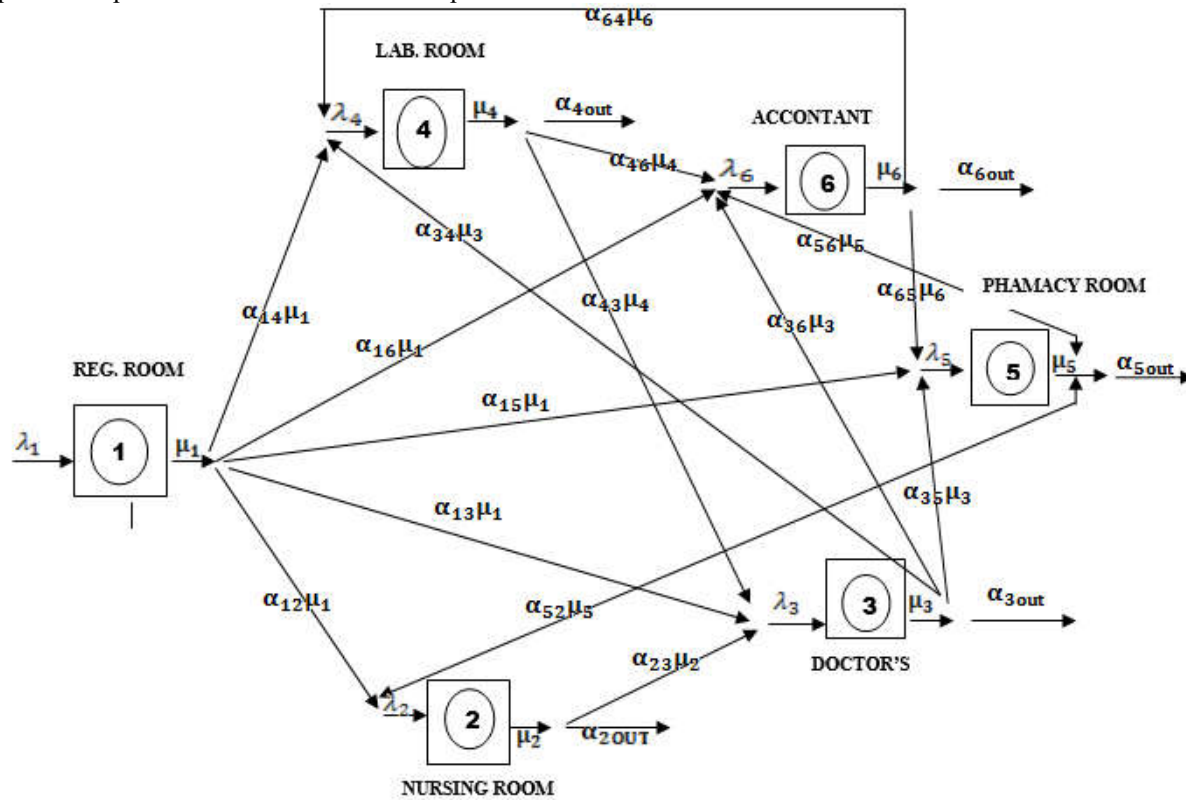 α₆₄μ₆
LAB. ROOM
λ₄
4
μ₄
α₄out
ACCONTANT
α₄₆μ₄
λ₆
6
μ₆
α₆out
α₃₄μ₃
α₅₆μ₅
α₆₅μ₆
PHAMACY ROOM
α₁₄μ₁
α₄₃μ₄
α₃₆μ₃
α₁₆μ₁
REG. ROOM
λ₅
5
μ₅
α₅out
α₁₅μ₁
λ₁
1
μ₁
α₃₅μ₃
α₁₃μ₁
α₁₂μ₁
α₅₂μ₅
λ₃
3
μ₃
α₃out
α₂₃μ₂
DOCTOR'S
λ₂
2
μ₂
α₂OUT
NURSING ROOM